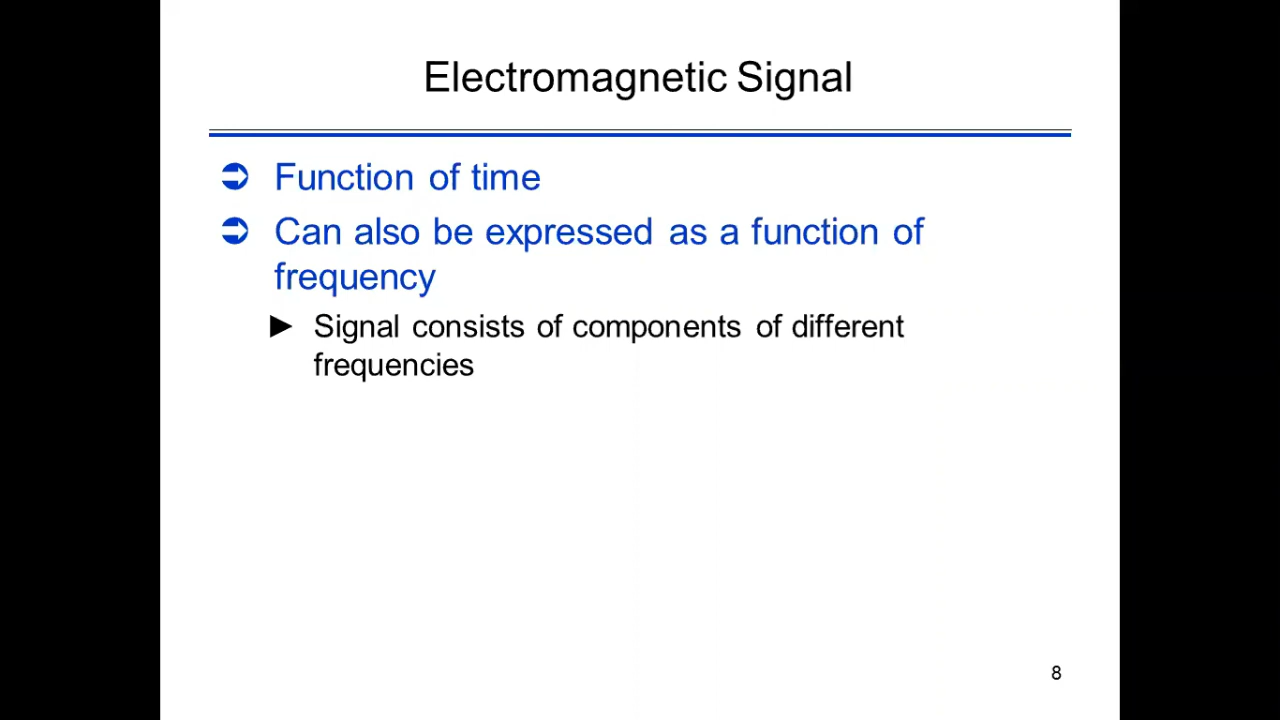 Electromagnetic Signal
Function of time
Can also be expressed as a function of
frequency
Signal consists of components of different
frequencies
8